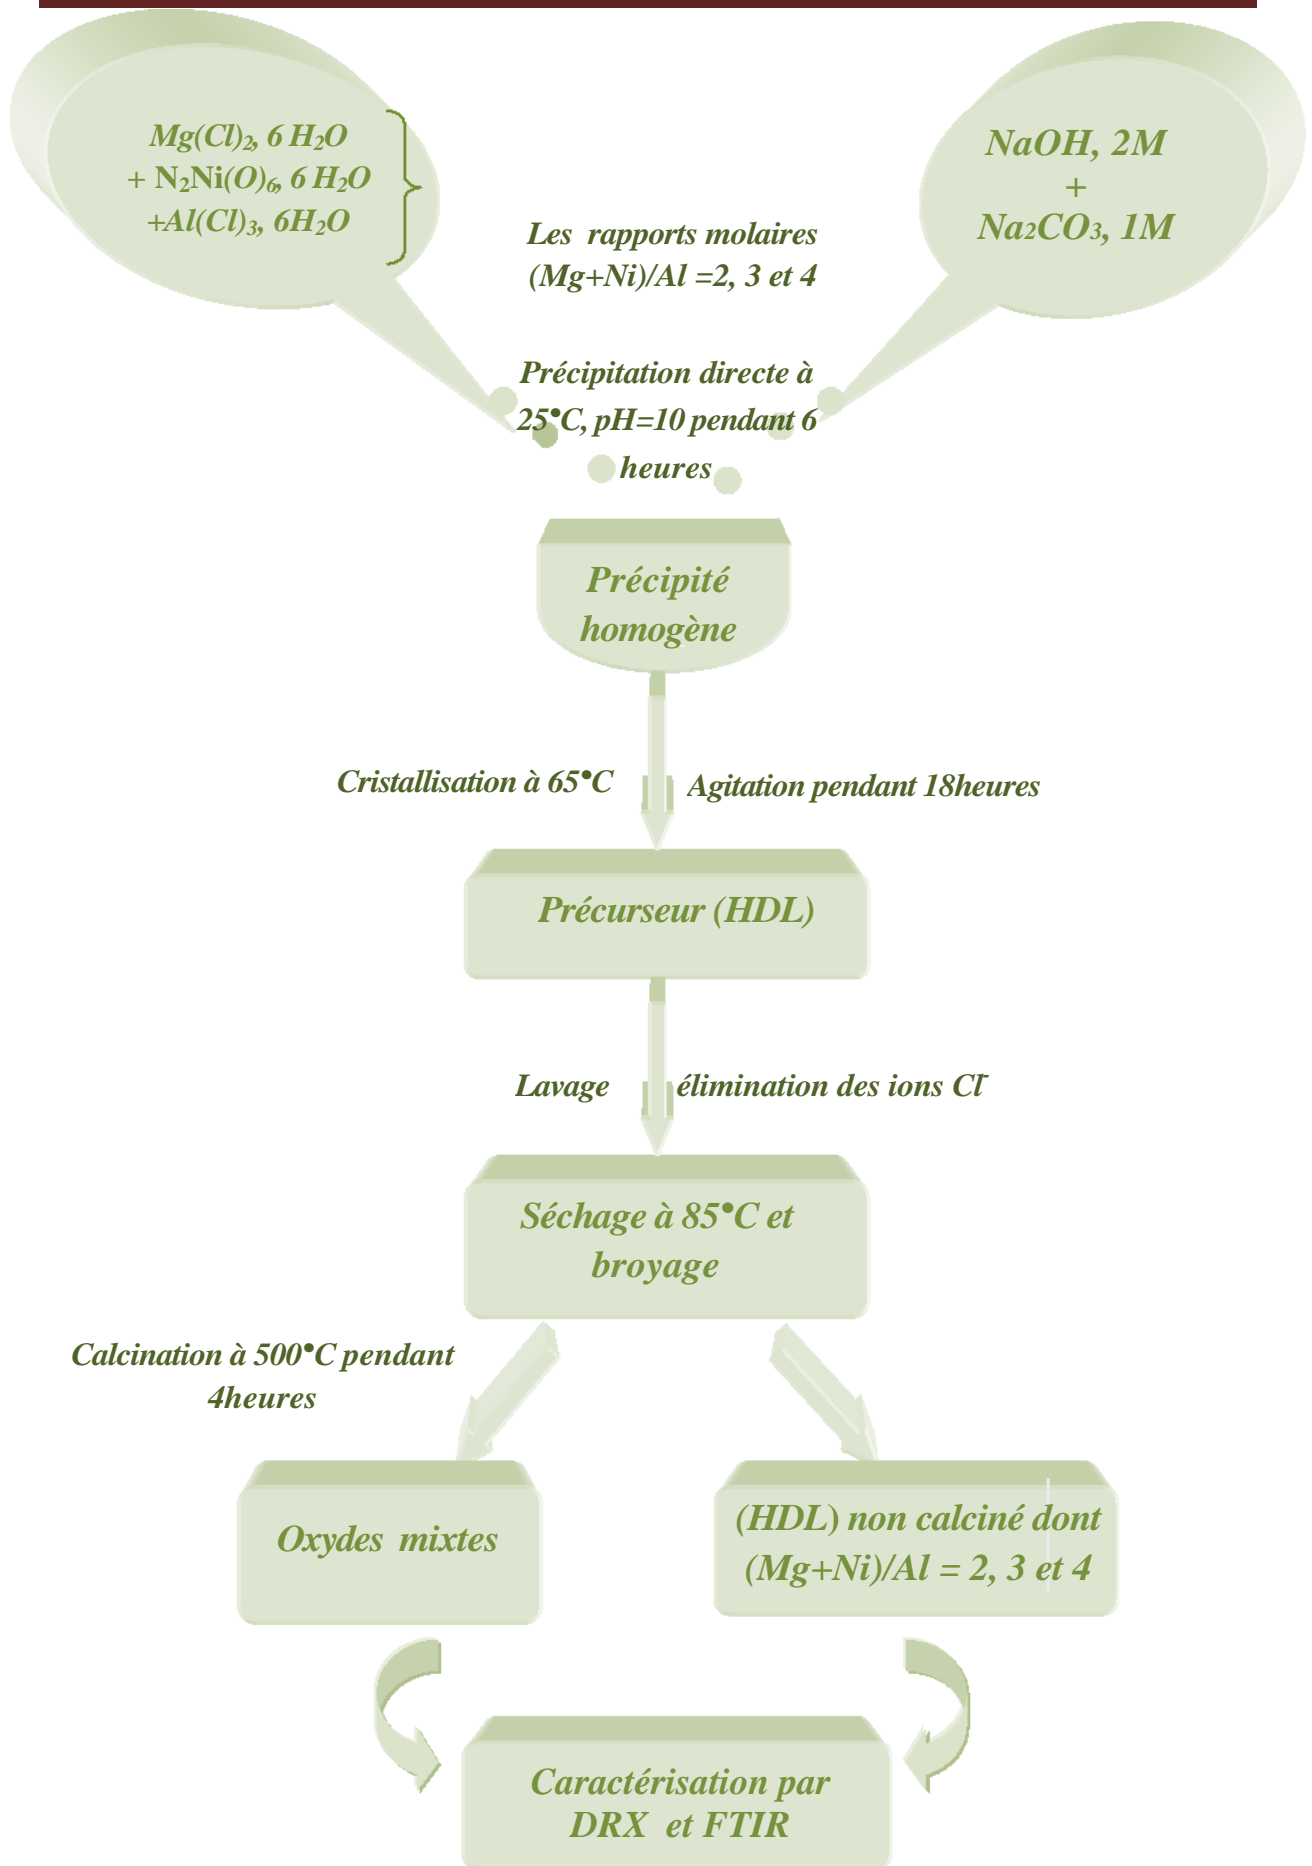 Mg(Cl)₂, 6 H₂O
+ N₂Ni(O)₆, 6 H₂O
+Al(Cl)₃, 6H₂O
NaOH, 2M
+
Na₂CO₃, 1M
Les rapports molaires
(Mg+Ni)/Al =2, 3 et 4
Précipitation directe à
25°C, pH=10 pendant 6
heures
Précipité
homogène
Cristallisation à 65°C
Agitation pendant 18heures
Précurseur (HDL)
Lavage
élimination des ions Cl⁻
Séchage à 85°C et
broyage
Calcination à 500°C pendant
4heures
Oxydes mixtes
(HDL) non calciné dont
(Mg+Ni)/Al = 2, 3 et 4
Caractérisation par
DRX et FTIR